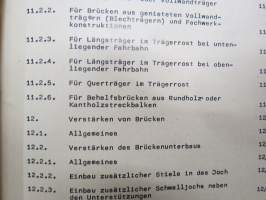 11.2.2. Für Brücken aus genieteten Vollwand-
trägern (Blechträgern) und Fachwerk-
konstruktionen
11.2.3. Für Längsträger im Trägerrost bei unten-
liegender Fahrbahn
11.2.4. Für Längsträger im Trägerrost bei oben-
liegender Fahrbahn
11.2.5. Für Querträger im Trägerrost
11.2.6. Für Behelfsbrücken aus Rundholz- oder
Kantholzstreckbalken
12. Verstärken von Brücken
12.1. Allgemeines
12.2. Verstärken des Brückenunterbaus
12.2.1. Allgemeines
12.2.2. Einbau zusätzlicher Stiele in das Joch
12.2.3. Einbau zusätzlicher Schwelljoche neben
den Unterstützungen